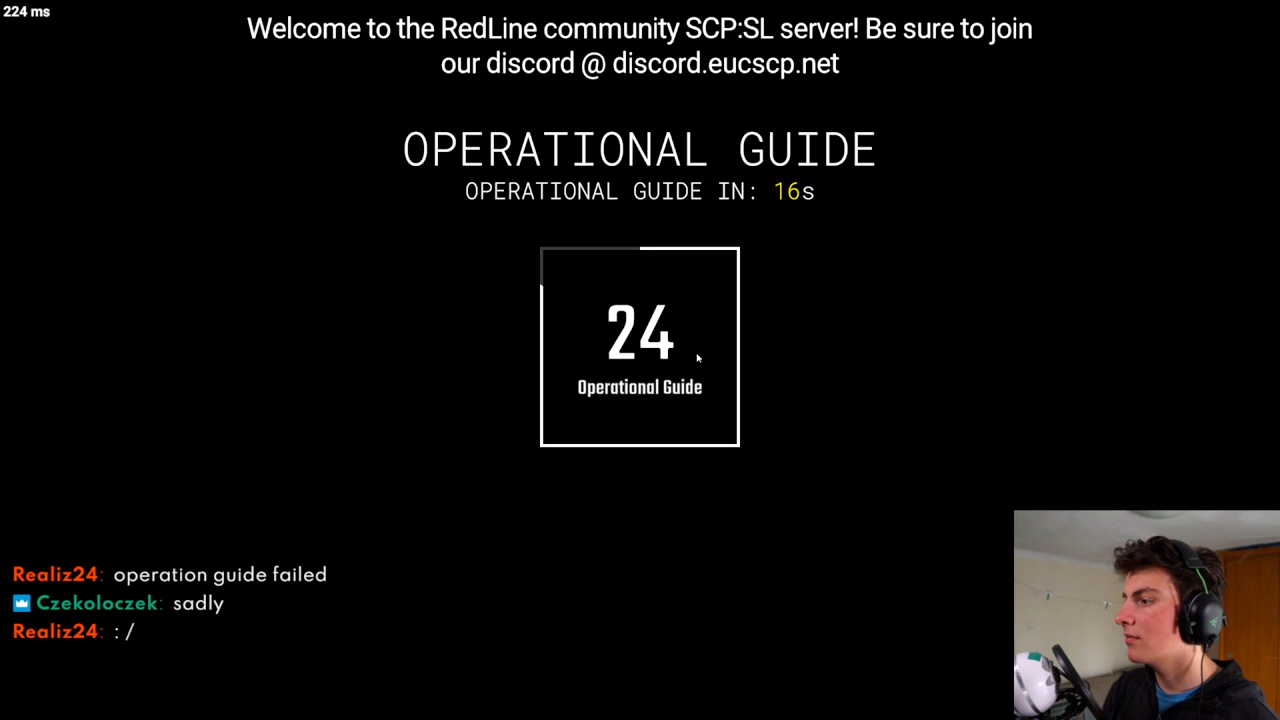 224 ms
Welcome to the RedLine community SCP:SL server! Be sure to join
our discord @ discord.eucscp.net
OPERATIONAL GUIDE
OPERATIONAL GUIDE IN: 16s
24
Operational Guide
Realiz24: operation guide failed
Czekoloczek: sadly
Realiz24: : /